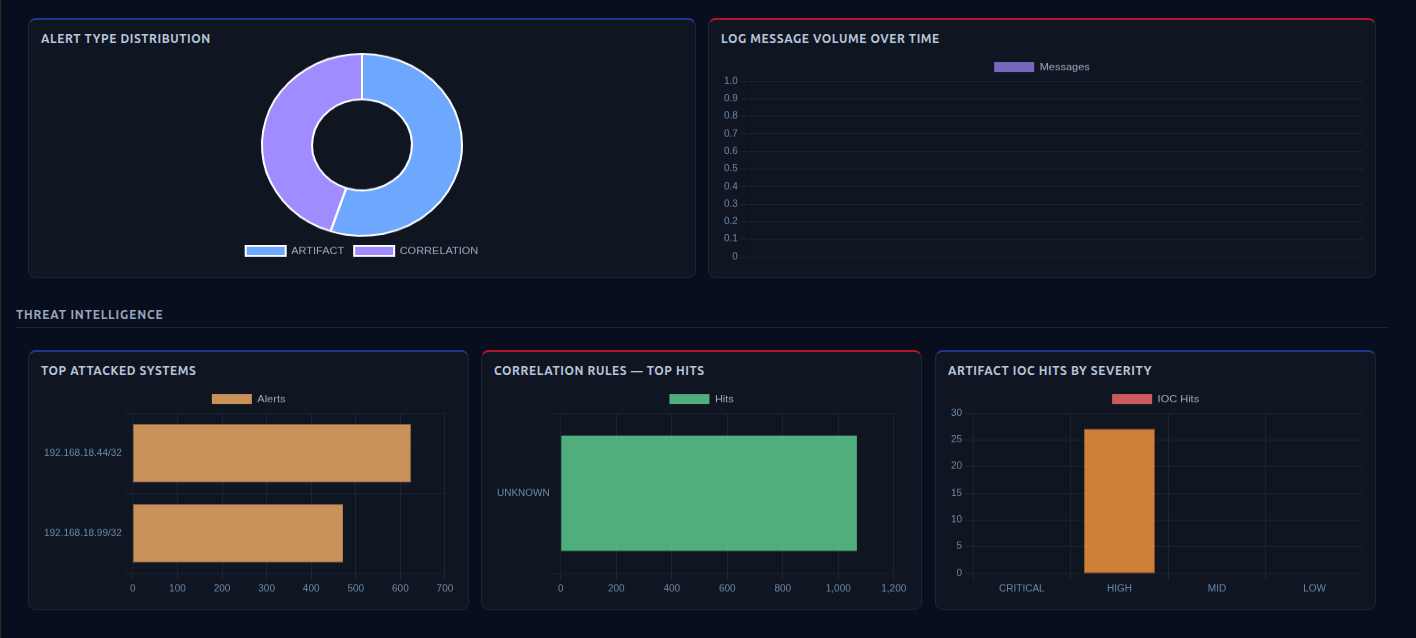 ALERT TYPE DISTRIBUTION
ARTIFACT CORRELATION
LOG MESSAGE VOLUME OVER TIME
Messages
1.0
0.9
0.8
0.7
0.6
0.5
0.4
0.3
0.2
0.1
0
THREAT INTELLIGENCE
TOP ATTACKED SYSTEMS
Alerts
192.168.18.44/32
192.168.18.99/32
0 100 200 300 400 500 600 700
CORRELATION RULES — TOP HITS
Hits
UNKNOWN
0 200 400 600 800 1,000 1,200
ARTIFACT IOC HITS BY SEVERITY
IOC Hits
30
25
20
15
10
5
0
CRITICAL HIGH MID LOW